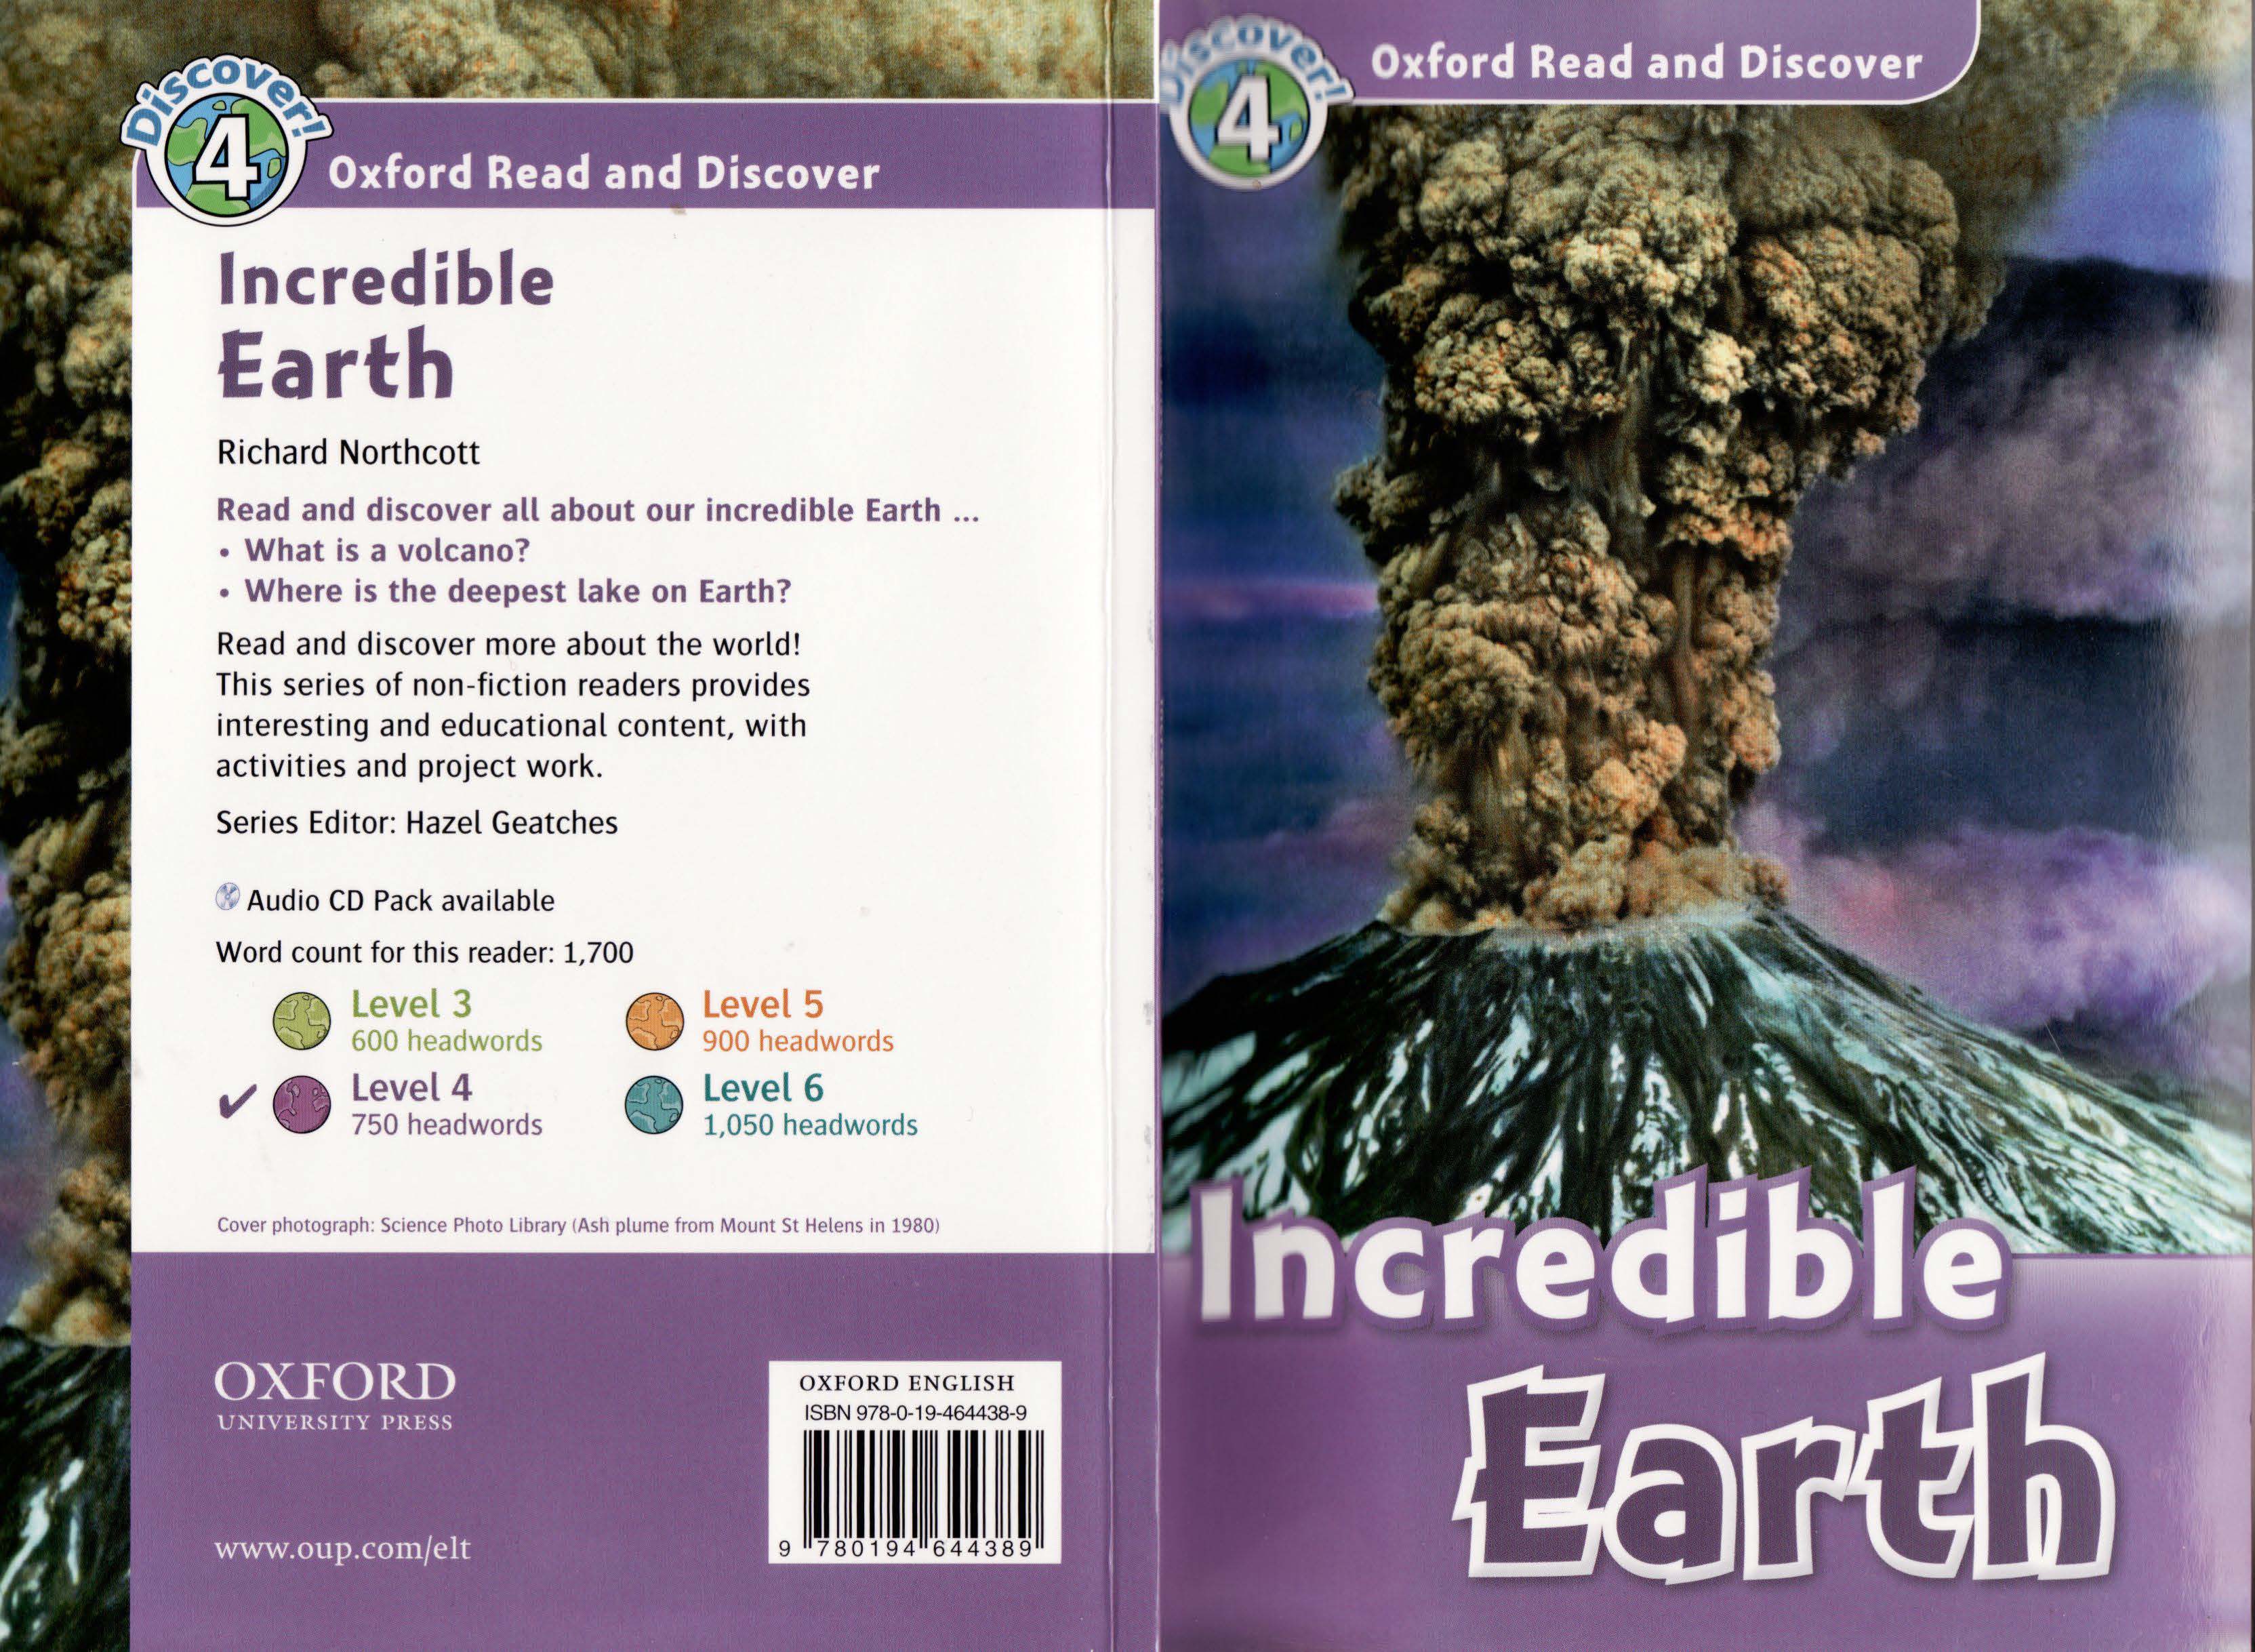 Discover!
4
Oxford Read and Discover
Incredible
Earth
Richard Northcott
Read and discover all about our incredible Earth ...
• What is a volcano?
• Where is the deepest lake on Earth?
Read and discover more about the world!
This series of non-fiction readers provides
interesting and educational content, with
activities and project work.
Series Editor: Hazel Geatches
Audio CD Pack available
Word count for this reader: 1,700
Level 3
600 headwords
✓ Level 4
750 headwords
Level 5
900 headwords
Level 6
1,050 headwords
Cover photograph: Science Photo Library (Ash plume from Mount St Helens in 1980)
OXFORD
UNIVERSITY PRESS
www.oup.com/elt
OXFORD ENGLISH
ISBN 978-0-19-464438-9
9 780194 644389
Discover!
4
Oxford Read and Discover
Incredible
Earth